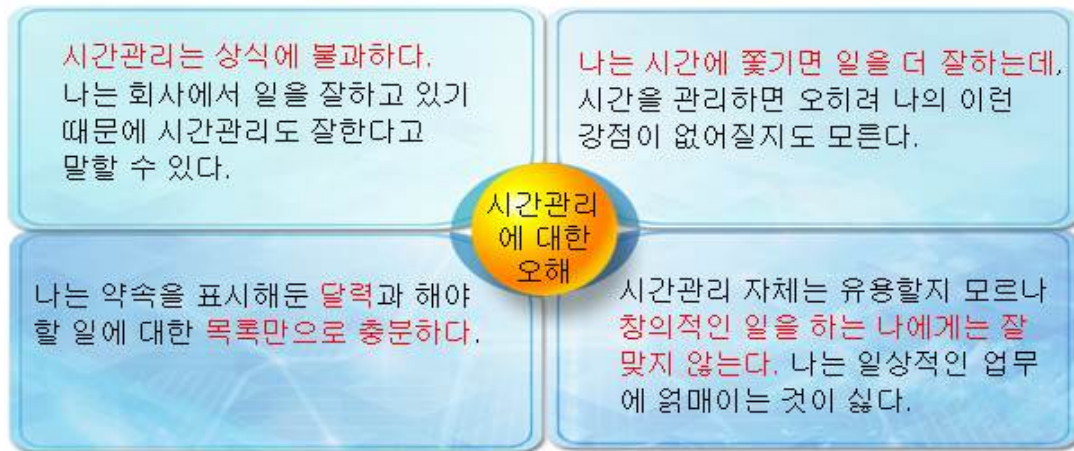 시간관리는 상식에 불과하다.
나는 회사에서 일을 잘하고 있기
때문에 시간관리도 잘한다고
말할 수 있다.
나는 시간에 쫓기면 일을 더 잘하는데,
시간을 관리하면 오히려 나의 이런
강점이 없어질지도 모른다.
시간관리
에 대한
오해
나는 약속을 표시해둔 달력과 해야
할 일에 대한 목록만으로 충분하다.
시간관리 자체는 유용할지 모르나
창의적인 일을 하는 나에게는 잘
맞지 않는다. 나는 일상적인 업무
에 얽매이는 것이 싫다.